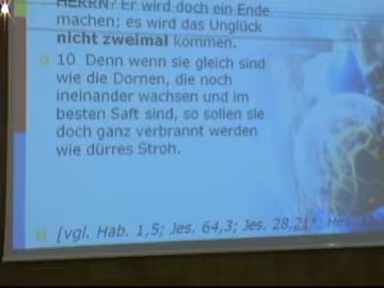 HERRN? Er wird doch ein Ende
machen; es wird das Unglück
nicht zweimal kommen.
10 Denn wenn sie gleich sind
wie die Dornen, die noch
ineinander wachsen und im
besten Saft sind, so sollen sie
doch ganz verbrannt werden
wie dürres Stroh.
[vgl. Hab. 1,5; Jes. 64,3; Jes. 28,21*;